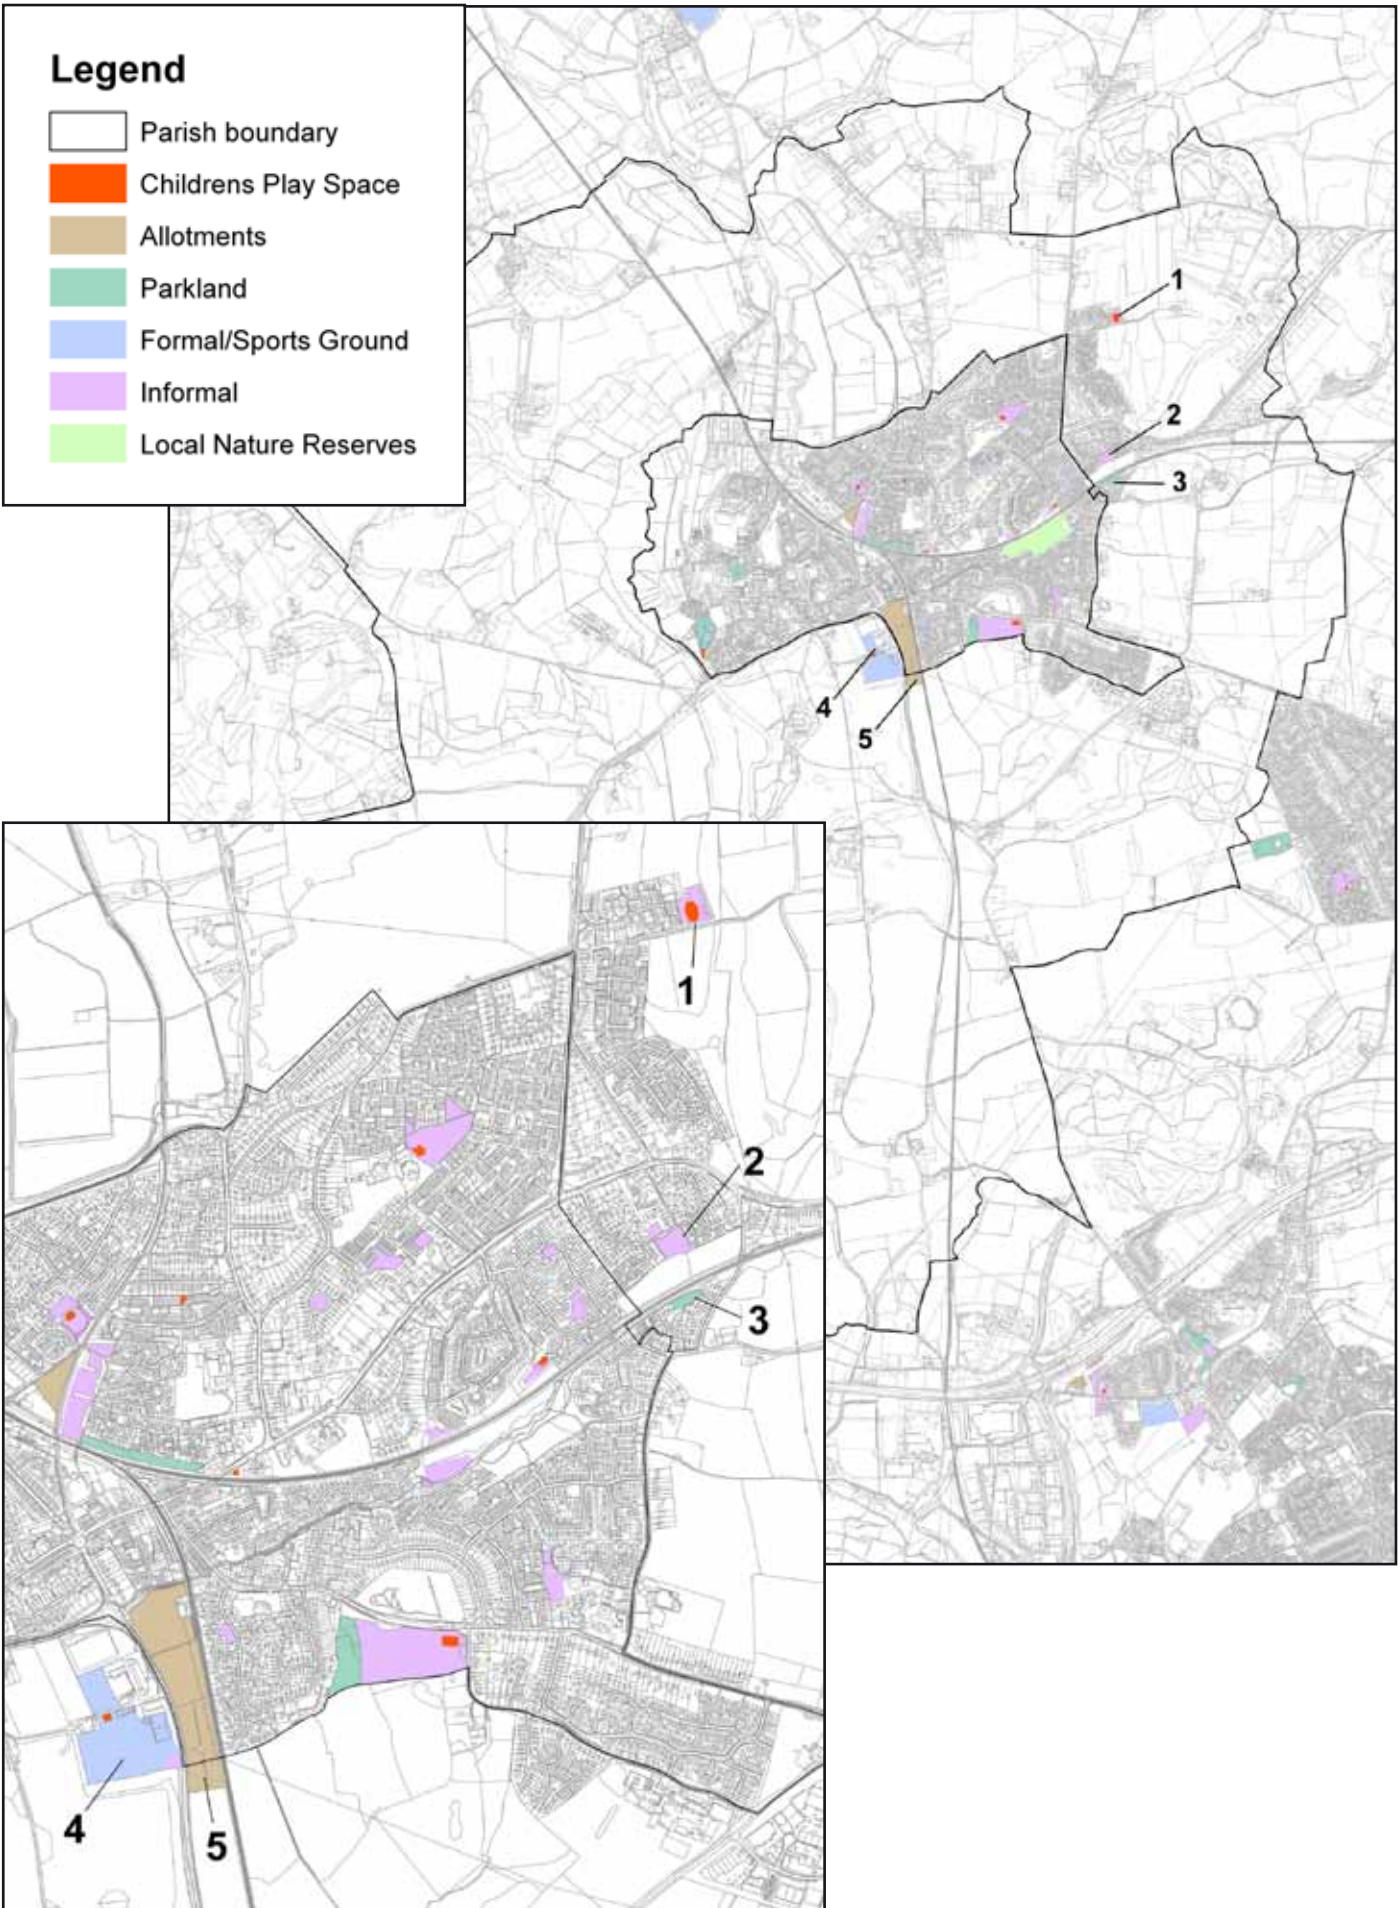 Legend
Parish boundary
Childrens Play Space
Allotments
Parkland
Formal/Sports Ground
Informal
Local Nature Reserves
1
2
3
4
5
1
2
3
4
5